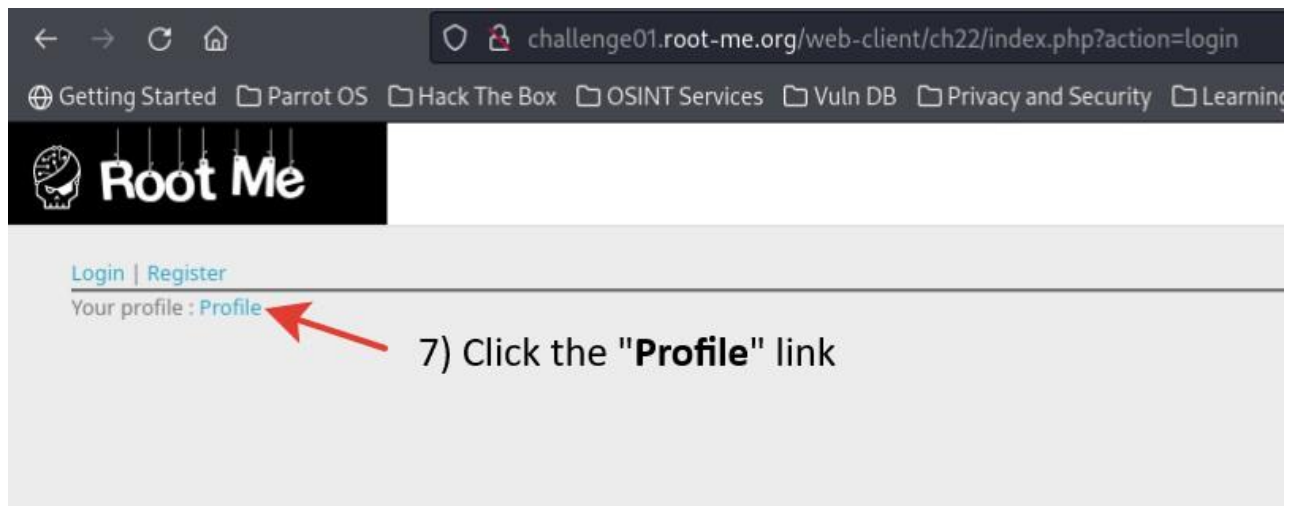 challenge01.root-me.org/web-client/ch22/index.php?action=login
Getting Started Parrot OS Hack The Box OSINT Services Vuln DB Privacy and Security Learning
Root Me
Login | Register
Your profile : Profile
7) Click the "Profile" link